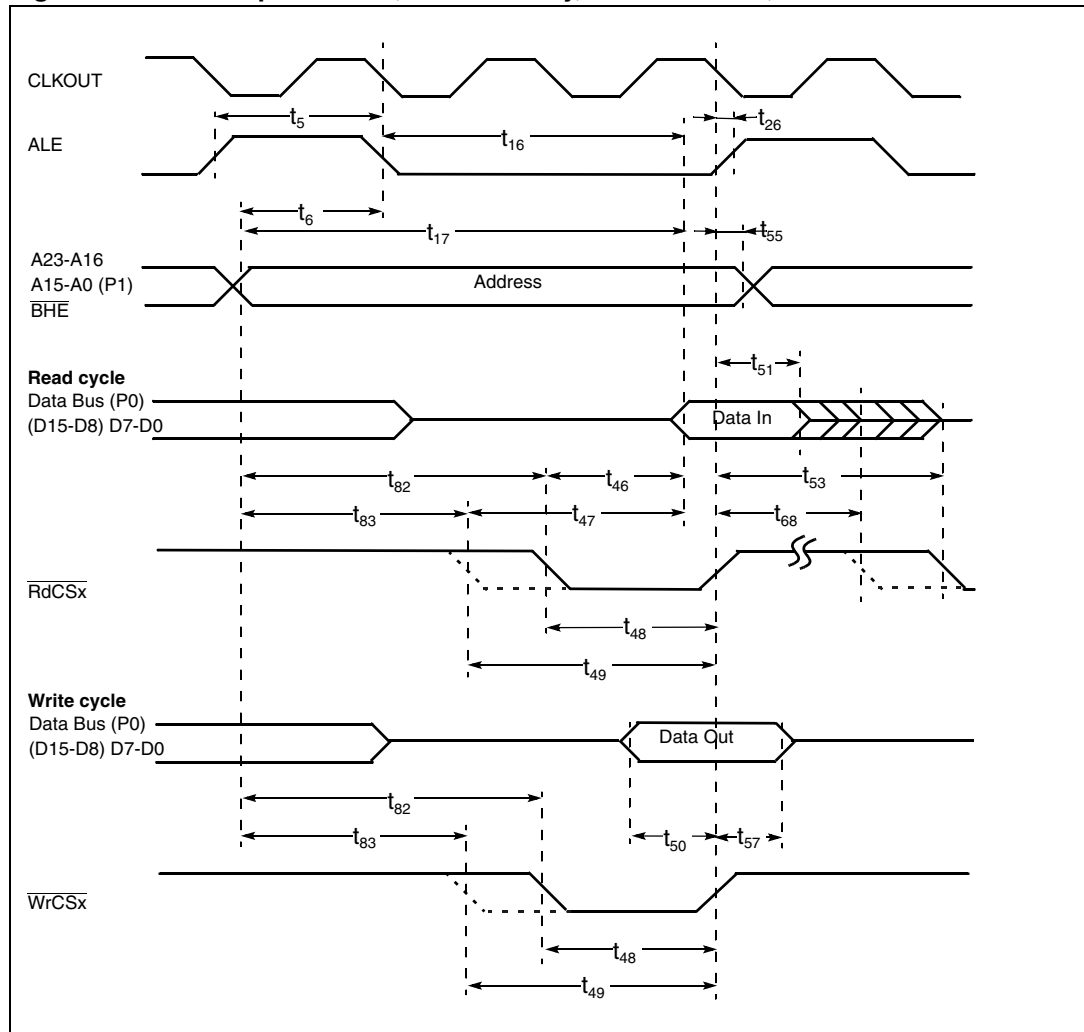 CLKOUT
t5
t26
ALE
t16
t6
t17
t55
A23-A16
A15-A0 (P1)
Address
BHE
t51
Read cycle
Data Bus (P0)
(D15-D8) D7-D0
Data In
t82
t46
t53
t83
t47
t68
RdCSx
t48
t49
Write cycle
Data Bus (P0)
(D15-D8) D7-D0
Data Out
t82
t83
t50
t57
WrCSx
t48
t49